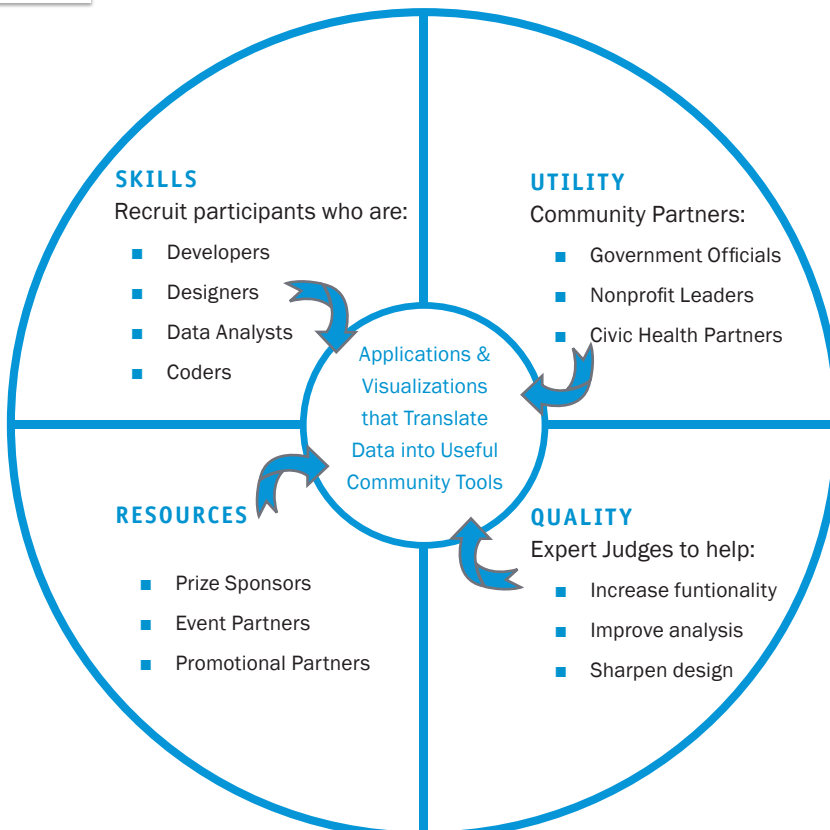 SKILLS
Recruit participants who are:
Developers
Designers
Data Analysts
Coders
UTILITY
Community Partners:
Government Officials
Nonprofit Leaders
Civic Health Partners
Applications &
Visualizations
that Translate
Data into Useful
Community Tools
RESOURCES
Prize Sponsors
Event Partners
Promotional Partners
QUALITY
Expert Judges to help:
Increase funtionality
Improve analysis
Sharpen design